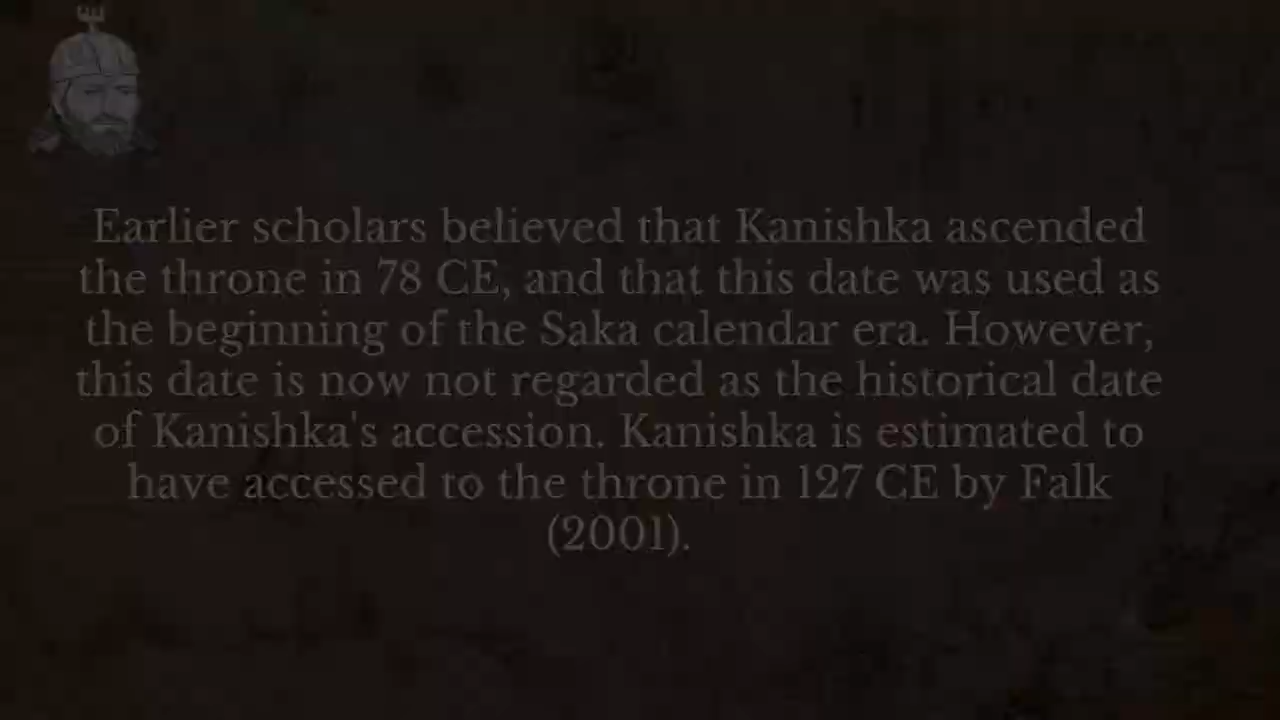 Earlier scholars believed that Kanishka ascended
the throne in 78 CE, and that this date was used as
the beginning of the Saka calendar era. However,
this date is now not regarded as the historical date
of Kanishka's accession. Kanishka is estimated to
have accessed to the throne in 127 CE by Falk
(2001).